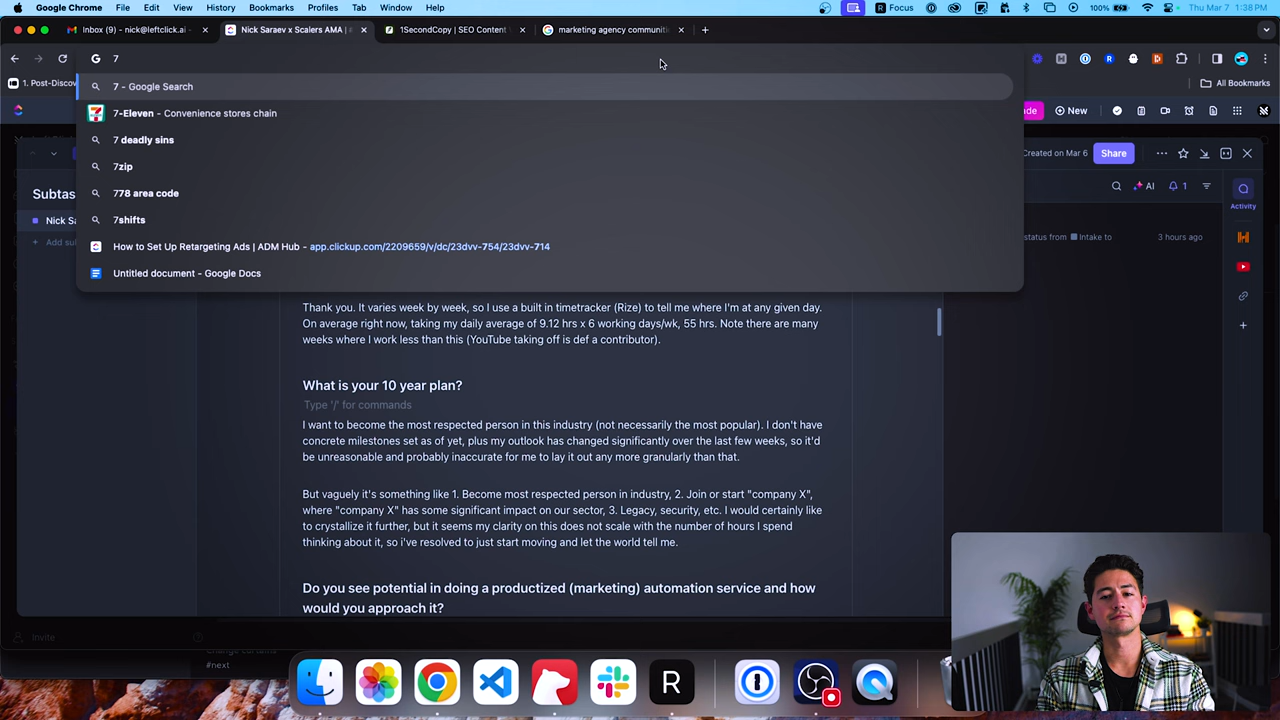 Google Chrome File Edit View History Bookmarks Profiles Tab Window Help
Focus 100% Thu Mar 7 1:38 PM
Inbox (9) - nick@leftclick.ai - × Nick Saraev x Scalers AMA | × 1SecondCopy | SEO Content × marketing agency communiti × +
G 7
1. Post-Discov
All Bookmarks
7 - Google Search
7-Eleven - Convenience stores chain
7 deadly sins
7zip
778 area code
7shifts
How to Set Up Retargeting Ads | ADM Hub - app.clickup.com/2209659/v/dc/23dvv-754/23dvv-714
Untitled document - Google Docs
New
Created on Mar 6 Share
AI 1
Activity
status from Intake to 3 hours ago
Subtas
Nick Sa
+ Add su
Thank you. It varies week by week, so I use a built in timetracker (Rize) to tell me where I'm at any given day.
On average right now, taking my daily average of 9.12 hrs x 6 working days/wk, 55 hrs. Note there are many
weeks where I work less than this (YouTube taking off is def a contributor).
What is your 10 year plan?
Type '/' for commands
I want to become the most respected person in this industry (not necessarily the most popular). I don't have
concrete milestones set as of yet, plus my outlook has changed significantly over the last few weeks, so it'd
be unreasonable and probably inaccurate for me to lay it out any more granularly than that.
But vaguely it's something like 1. Become most respected person in industry, 2. Join or start "company X",
where "company X" has some significant impact on our sector, 3. Legacy, security, etc. I would certainly like
to crystallize it further, but it seems my clarity on this does not scale with the number of hours I spend
thinking about it, so i've resolved to just start moving and let the world tell me.
Do you see potential in doing a productized (marketing) automation service and how
would you approach it?
Invite
#next
R